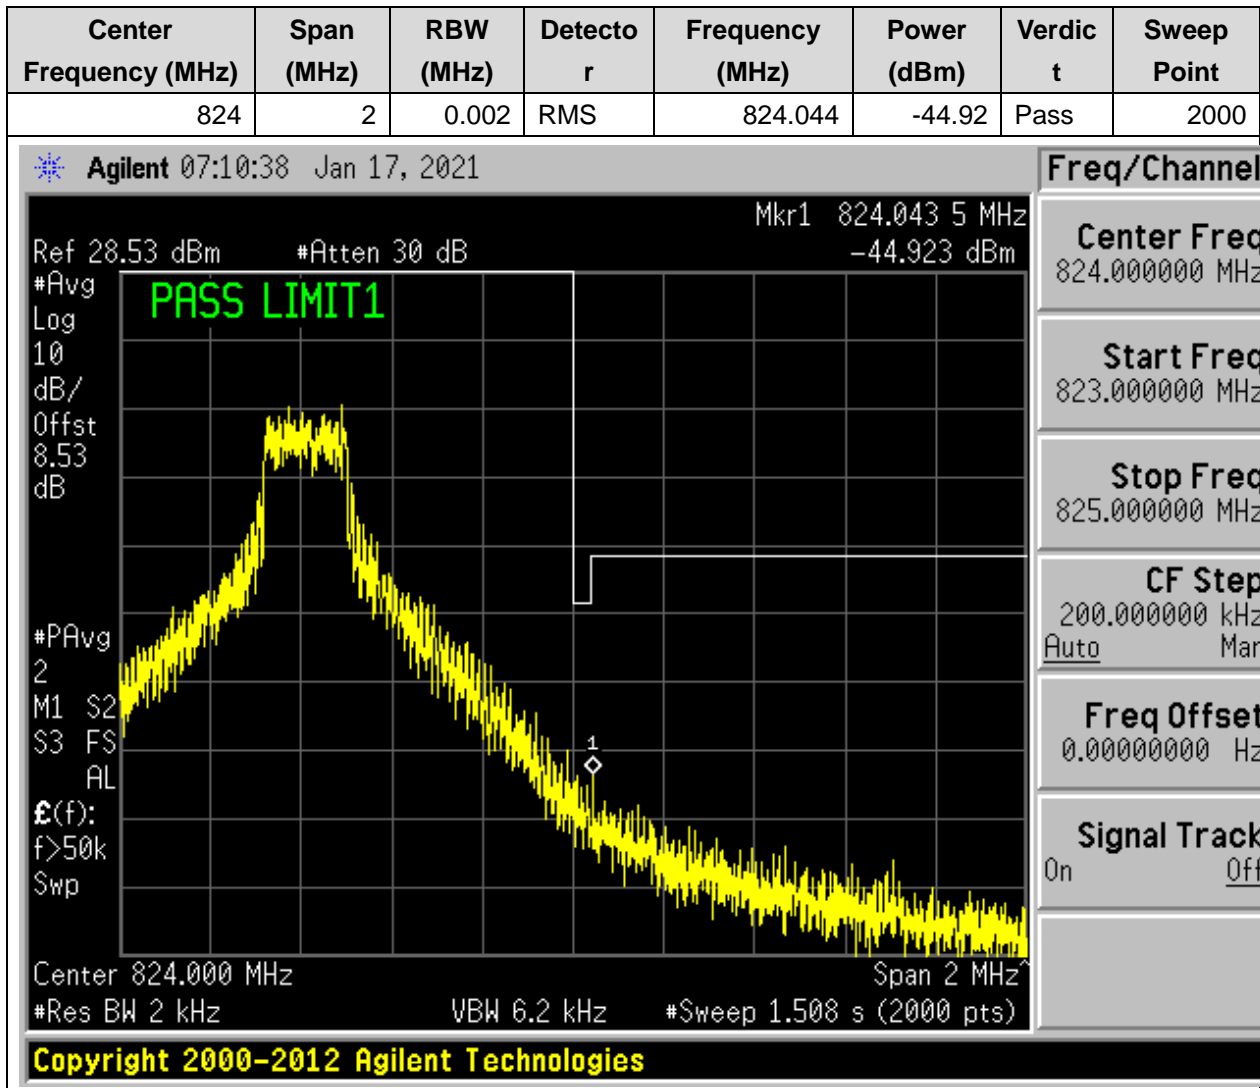 Center Frequency (MHz) Span (MHz) RBW (MHz) Detecto r Frequency (MHz) Power (dBm) Verdic t Sweep Point
824 2 0.002 RMS 824.044 -44.92 Pass 2000
Agilent 07:10:38 Jan 17, 2021
Freq/Channel
Mkr1 824.043 5 MHz
Ref 28.53 dBm #Atten 30 dB -44.923 dBm
#Avg
Log
10
dB/
Offst
8.53
dB
PASS LIMIT1
#PAvg
2
M1 S2
S3 FS
AL
£(f):
f>50k
Swp
1
Center 824.000 MHz Span 2 MHz^
#Res BW 2 kHz VBW 6.2 kHz #Sweep 1.508 s (2000 pts)
Center Freq
824.000000 MHz
Start Freq
823.000000 MHz
Stop Freq
825.000000 MHz
CF Step
200.000000 kHz
Auto Man
Freq Offset
0.00000000 Hz
Signal Track
On Off
Copyright 2000-2012 Agilent Technologies